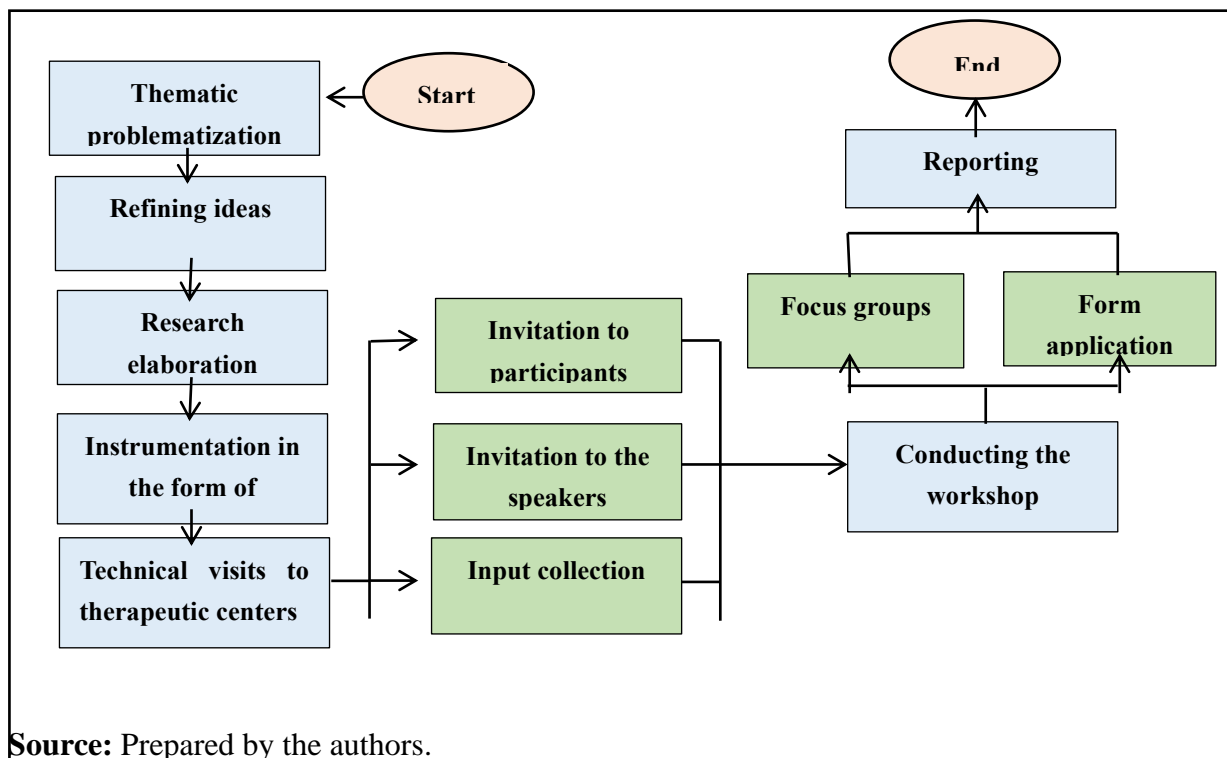 Start
Thematic
problematization
Refining ideas
Research
elaboration
Instrumentation in
the form of
Technical visits to
therapeutic centers
Invitation to
participants
Invitation to the
speakers
Input collection
Conducting the
workshop
Focus groups
Form
application
Reporting
End
Source: Prepared by the authors.